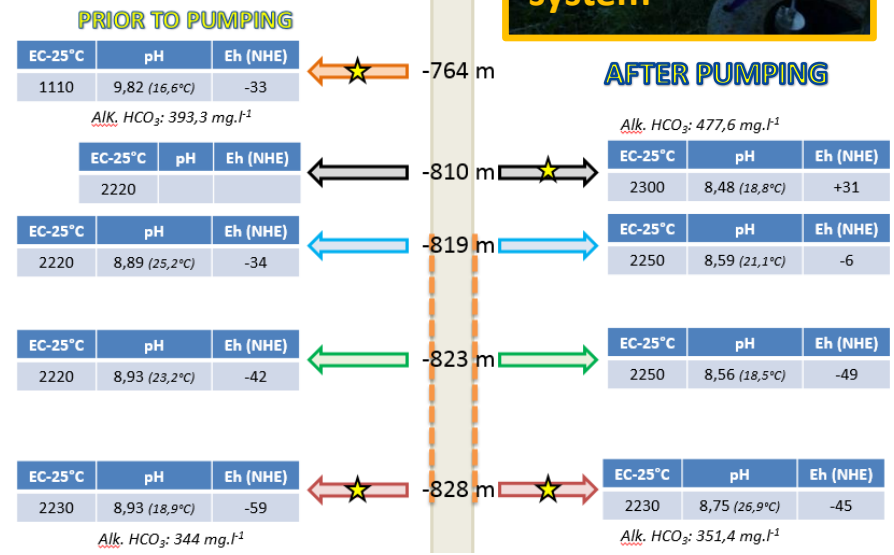 system
PRIOR TO PUMPING
EC-25°C pH Eh (NHE)
1110 9,82 (16,6°C) -33
AlK. HCO₃: 393,3 mg.l⁻¹
-764 m
AFTER PUMPING
EC-25°C pH Eh (NHE)
2220
-810 m
Alk. HCO₃: 477,6 mg.l⁻¹
EC-25°C pH Eh (NHE)
2300 8,48 (18,8°C) +31
EC-25°C pH Eh (NHE)
2220 8,89 (25,2°C) -34
-819 m
EC-25°C pH Eh (NHE)
2250 8,59 (21,1°C) -6
EC-25°C pH Eh (NHE)
2220 8,93 (23,2°C) -42
-823 m
EC-25°C pH Eh (NHE)
2250 8,56 (18,5°C) -49
EC-25°C pH Eh (NHE)
2230 8,93 (18,9°C) -59
Alk. HCO₃: 344 mg.l⁻¹
-828 m
EC-25°C pH Eh (NHE)
2230 8,75 (26,9°C) -45
Alk. HCO₃: 351,4 mg.l⁻¹